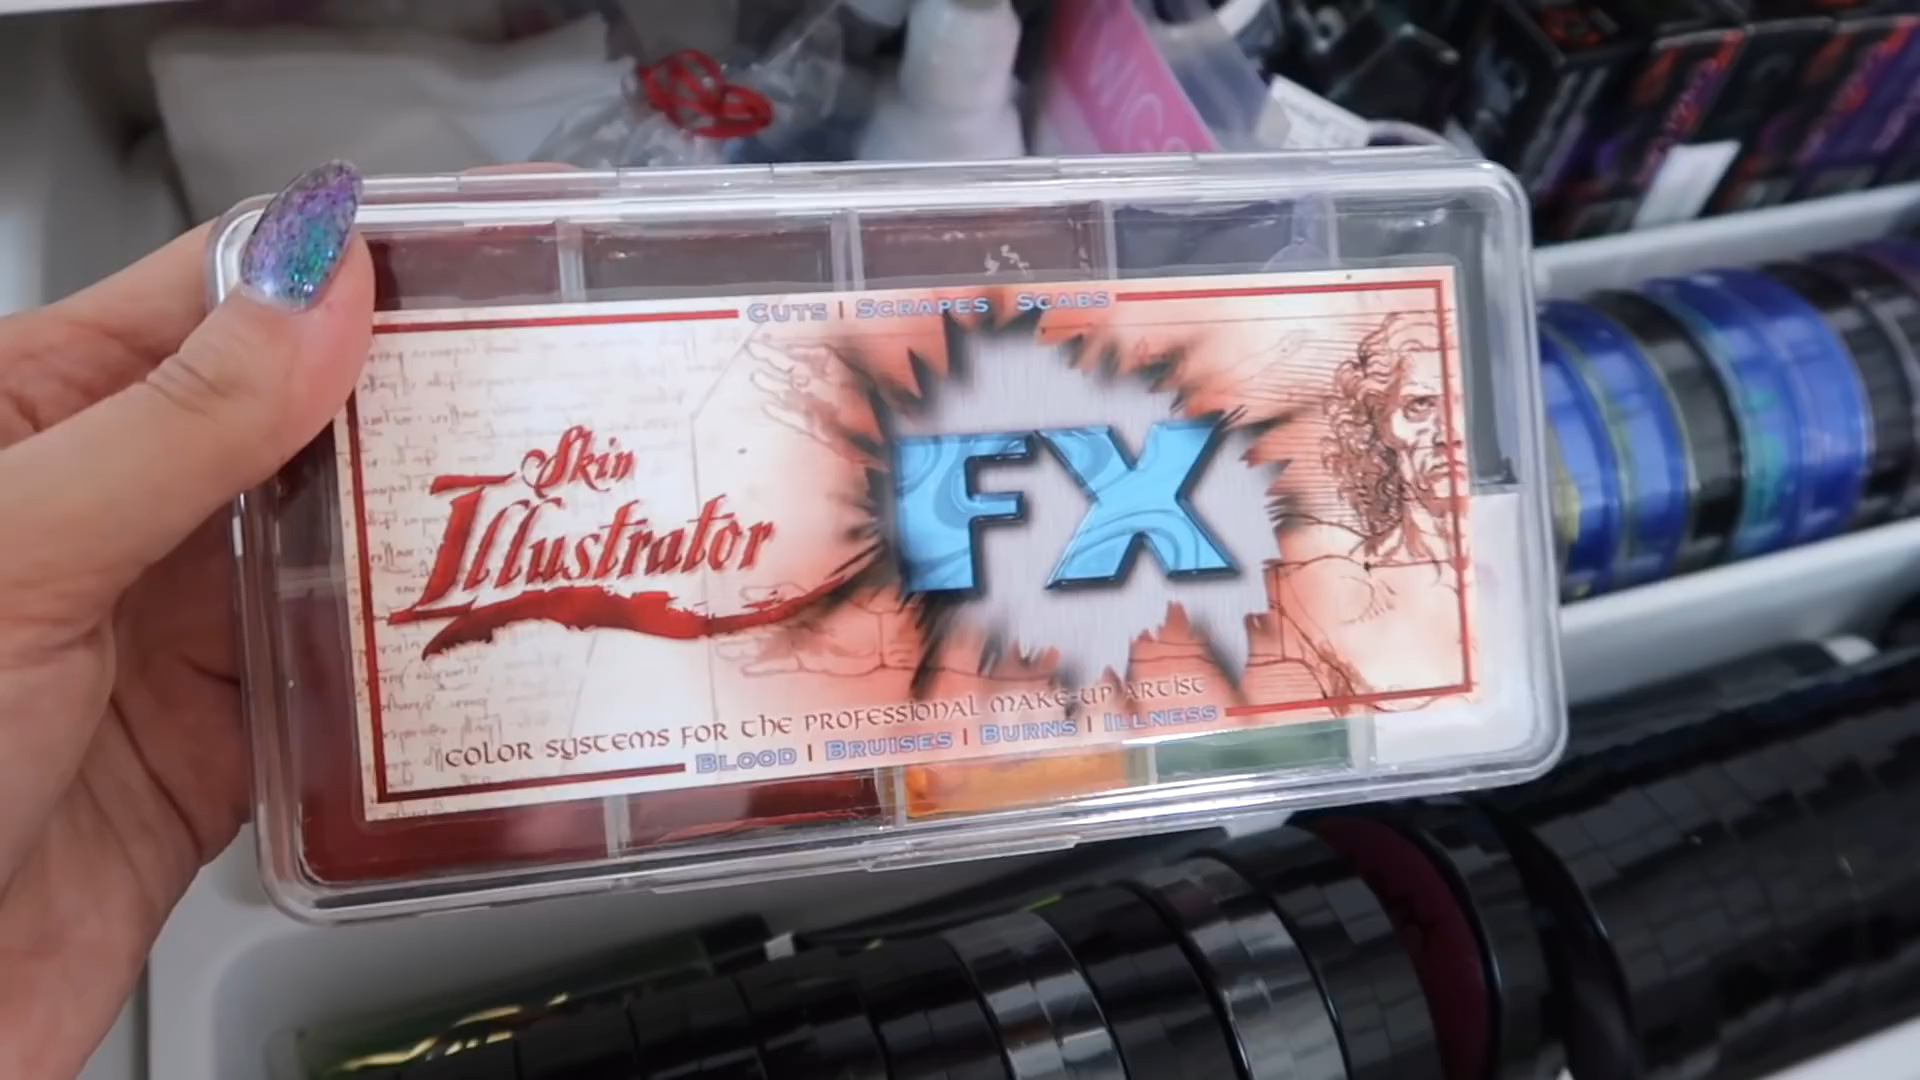 CUTS | SCRAPES SCABS
Skin
Illustrator
FX
COLOR SYSTEMS FOR THE PROFESSIONAL MAKE-UP ARTIST
BLOOD | BRUISES | BURNS | ILLNESS